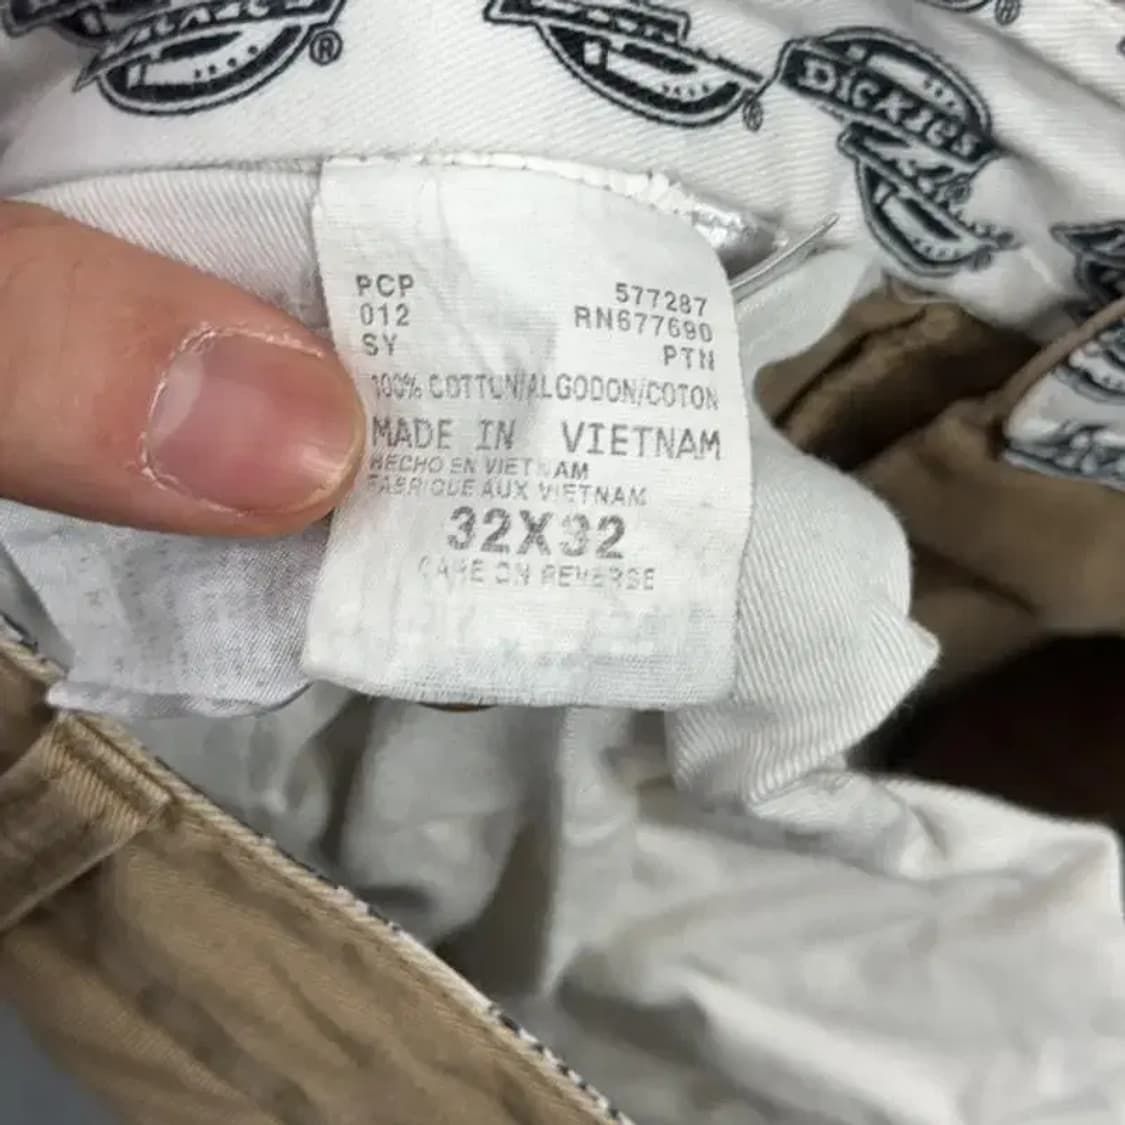 DICKIES
PCP 577287
012 RN677690
SY PTN
100% COTTON/ALGODON/COTON
MADE IN VIETNAM
HECHO EN VIETNAM
FABRIQUE AUX VIETNAM
32X32
CARE ON REVERSE